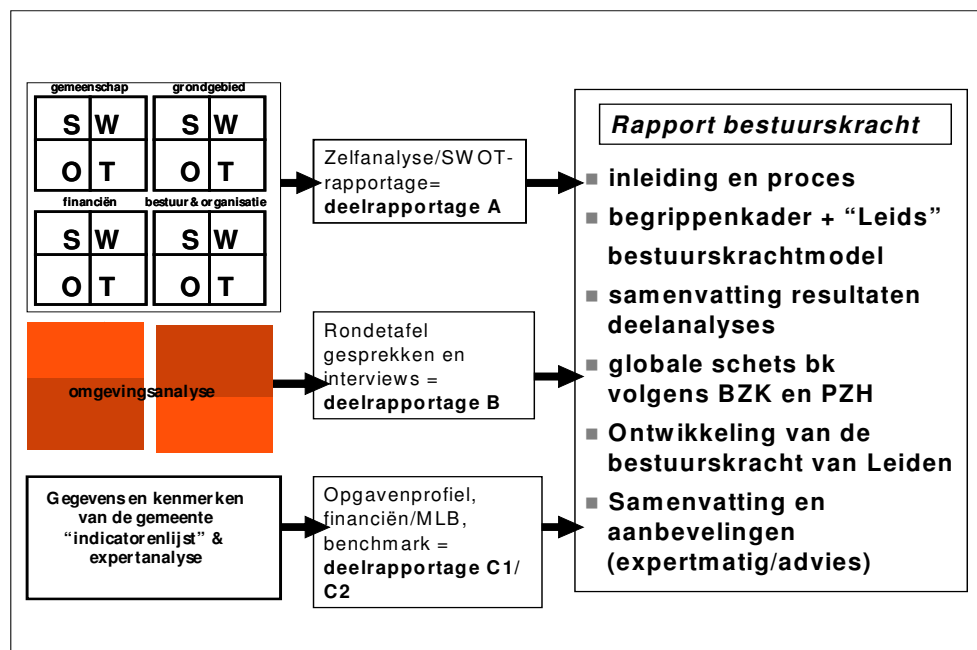 gemeenschap grondgebied
S W S W
O T O T
financiën bestuur & organisatie
S W S W
O T O T
Zelfanalyse/SWOT-
rapportage=
deelrapportage A
omgevingsanalyse
Rondetafel
gesprekken en
interviews =
deelrapportage B
Gegevens en kenmerken
van de gemeente
“indicatorenlijst” &
expertanalyse
Opgavenprofiel,
financiën/MLB,
benchmark =
deelrapportage C1/
C2
Rapport bestuurskracht
■ inleiding en proces
■ begrippenkader + “Leids”
bestuurskrachtmodel
■ samenvatting resultaten
deelanalyses
■ globale schets bk
volgens BZK en PZH
■ Ontwikkeling van de
bestuurskracht van Leiden
■ Samenvatting en
aanbevelingen
(expertmatig/advies)